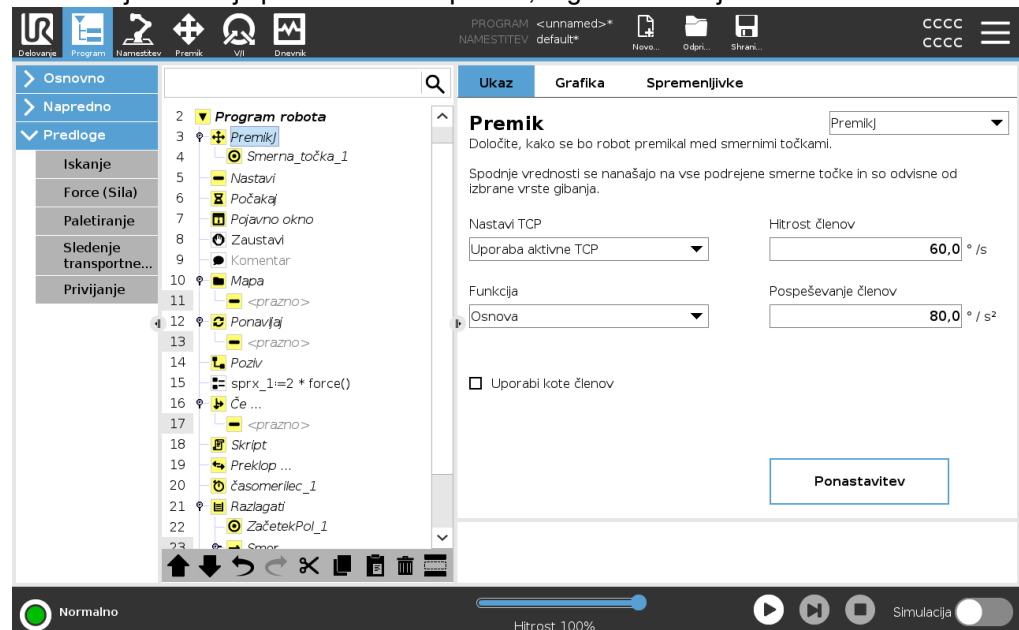 PROGRAM <unnamed>*
NAMESTITEV default*
Delovanje
Program
Namestitev
Premik
V/I
Dnevnik
Novo...
Odpri...
Shrani...
CCCC
CCCC
Osnovno
Napredno
Predloge
Iskanje
Force (Sila)
Paletiranje
Sledenje
transportne...
Privijanje
2 Program robota
3 PremikJ
4 Smerna_točka_1
5 Nastavi
6 Počakaj
7 Pojavno okno
8 Zaustavi
9 Komentar
10 Mapa
11 <prazno>
12 Ponavljaj
13 <prazno>
14 Poziv
15 sprx_1:=2 * force()
16 Če ...
17 <prazno>
18 Skript
19 Preklop ...
20 časomerilec_1
21 Razlagati
22 ZačetekPol_1
23 Smer
Ukaz
Grafika
Spremenljivke
Premik
PremikJ
Določite, kako se bo robot premikal med smernimi točkami.
Spodnje vrednosti se nanašajo na vse podrejene smerne točke in so odvisne od
izbrane vrste gibanja.
Nastavi TCP
Hitrost členov
Uporaba aktivne TCP
60,0 ° /s
Funkcija
Pospeševanje členov
Osnova
80,0 ° / s²
Uporabi kote členov
Ponastavitev
Normalno
Hitrost 100%
Simulacija